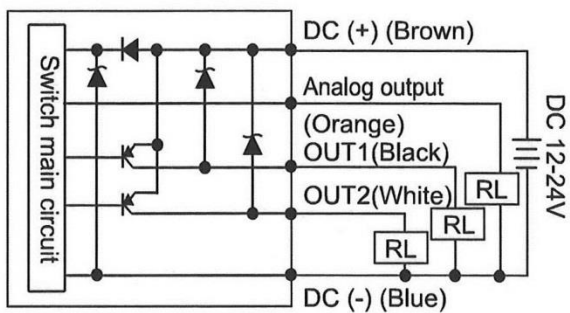 DC (+) (Brown)
Switch main circuit
Analog output
(Orange)
OUT1(Black)
OUT2(White)
RL
RL
RL
DC 12-24V
DC (-) (Blue)